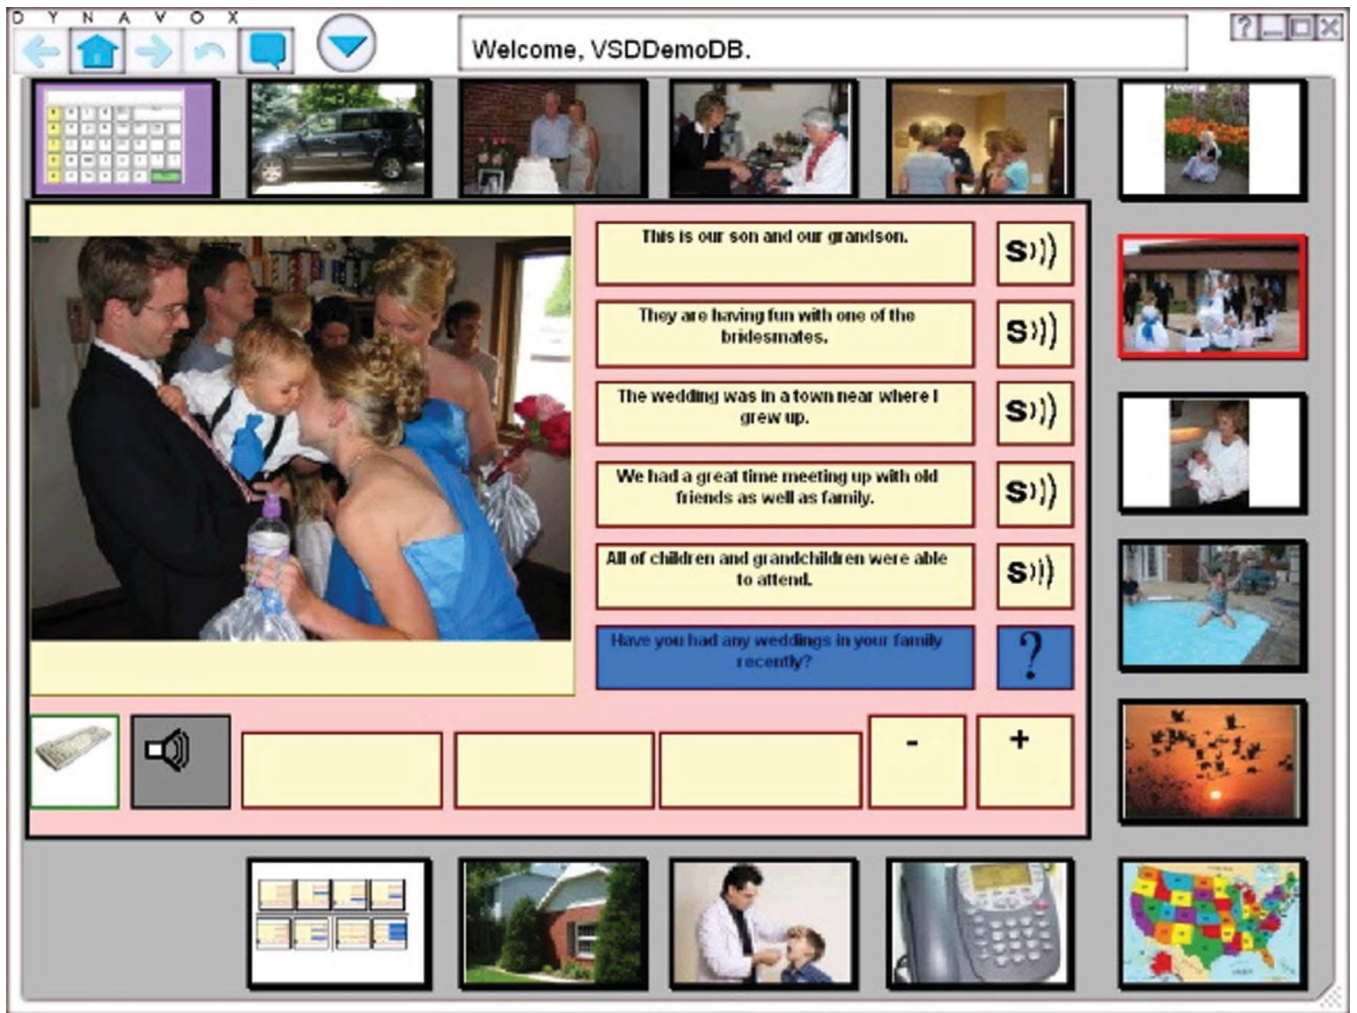 DYNAVOX
Welcome, VSDDemoDB.
?
This is our son and our grandson.
S
They are having fun with one of the
bridesmates.
S
The wedding was in a town near where I
grew up.
S
We had a great time meeting up with old
friends as well as family.
S
All of children and grandchildren were able
to attend.
S
Have you had any weddings in your family
recently?
?
-
+